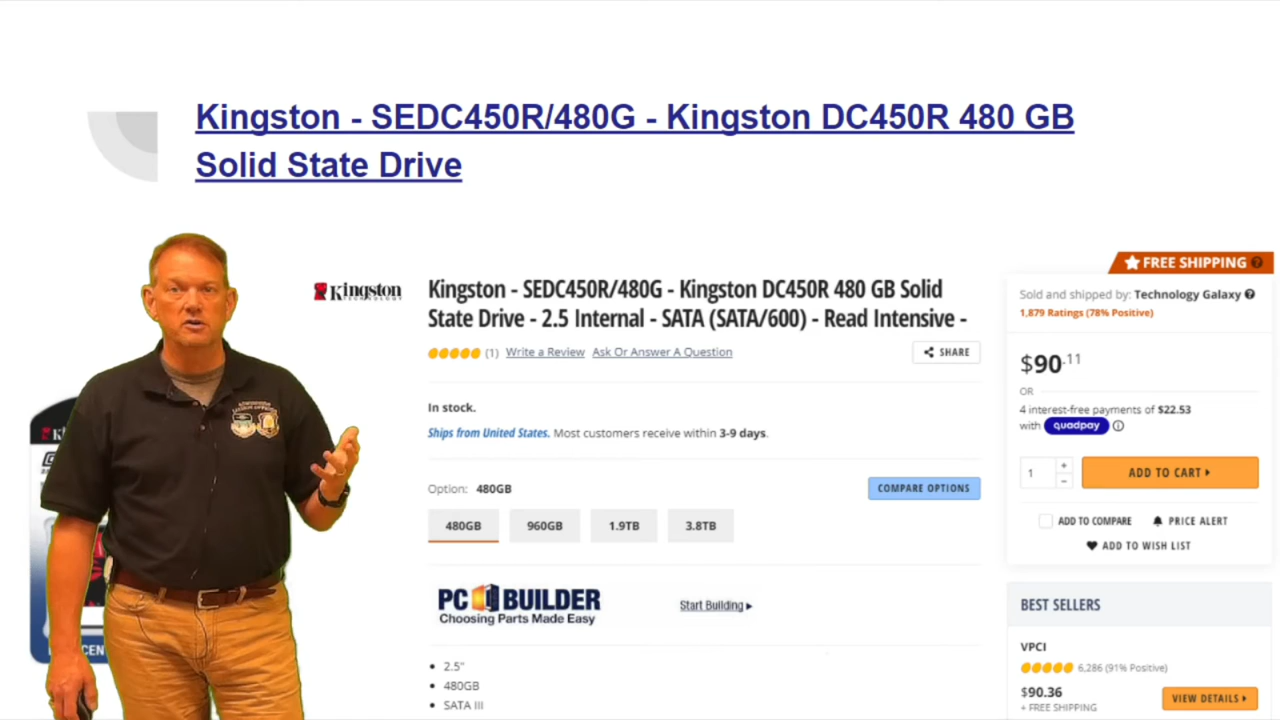 Kingston - SEDC450R/480G - Kingston DC450R 480 GB
Solid State Drive
FREE SHIPPING
Kingston
TECHNOLOGY
Kingston - SEDC450R/480G - Kingston DC450R 480 GB Solid
State Drive - 2.5 Internal - SATA (SATA/600) - Read Intensive -
(1) Write a Review Ask Or Answer A Question
SHARE
In stock.
Ships from United States. Most customers receive within 3-9 days.
Option: 480GB
COMPARE OPTIONS
480GB 960GB 1.9TB 3.8TB
PC BUILDER
Choosing Parts Made Easy
Start Building
• 2.5"
• 480GB
• SATA III
Sold and shipped by: Technology Galaxy
1,879 Ratings (78% Positive)
$90.11
OR
4 interest-free payments of $22.53
with quadpay
1
ADD TO CART
ADD TO COMPARE PRICE ALERT
ADD TO WISH LIST
BEST SELLERS
VPCI
6,286 (91% Positive)
$90.36
+ FREE SHIPPING
VIEW DETAILS